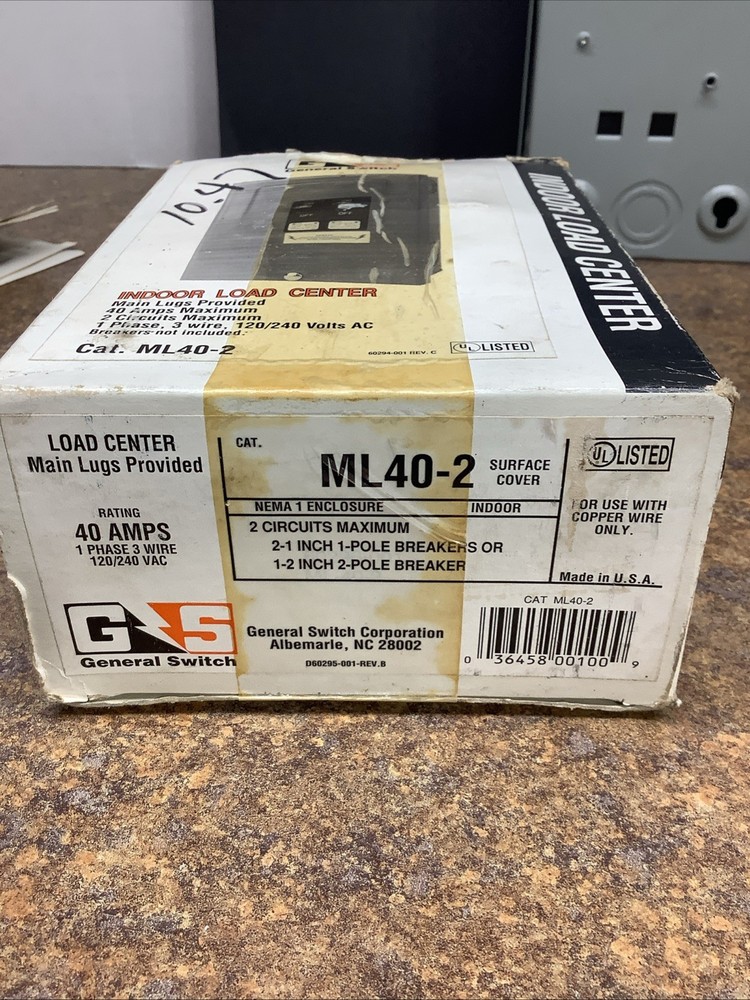 10.47
General Switch
INDOOR LOAD CENTER
INDOOR LOAD CENTER
Main Lugs Provided
40 Amps Maximum
2 Circuits Maximum
1 Phase, 3 wire, 120/240 Volts AC
Breakers not included.
Cat. ML40-2
60294-001 REV. C
UL LISTED
LOAD CENTER
Main Lugs Provided
RATING
40 AMPS
1 PHASE 3 WIRE
120/240 VAC
GS
General Switch
CAT.
ML40-2
SURFACE
COVER
NEMA 1 ENCLOSURE INDOOR
2 CIRCUITS MAXIMUM
2-1 INCH 1-POLE BREAKERS OR
1-2 INCH 2-POLE BREAKER
General Switch Corporation
Albemarle, NC 28002
D60295-001-REV.B
UL LISTED
FOR USE WITH
COPPER WIRE
ONLY.
Made in U.S.A.
CAT ML40-2
0 36458 00100 9